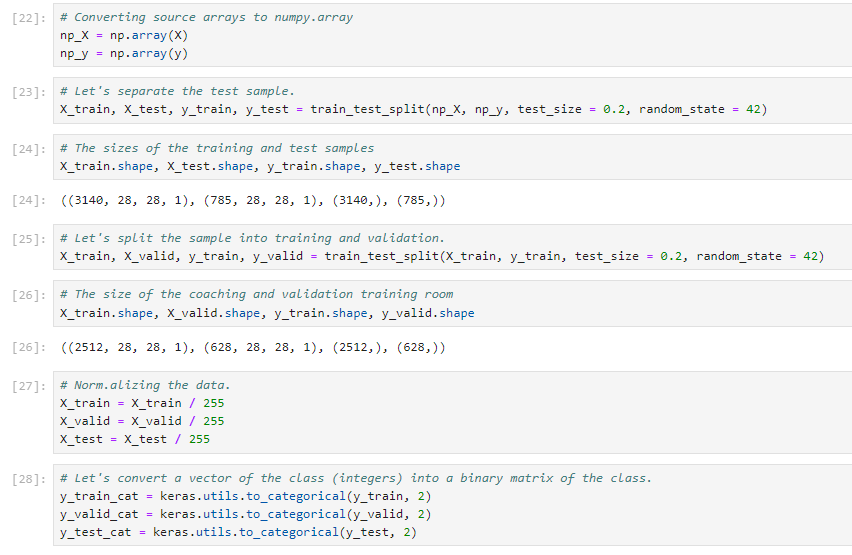 [22]: # Converting source arrays to numpy.array
np_X = np.array(X)
np_y = np.array(y)
[23]: # Let's separate the test sample.
X_train, X_test, y_train, y_test = train_test_split(np_X, np_y, test_size = 0.2, random_state = 42)
[24]: # The sizes of the training and test samples
X_train.shape, X_test.shape, y_train.shape, y_test.shape
[24]: ((3140, 28, 28, 1), (785, 28, 28, 1), (3140,), (785,))
[25]: # Let's split the sample into training and validation.
X_train, X_valid, y_train, y_valid = train_test_split(X_train, y_train, test_size = 0.2, random_state = 42)
[26]: # The size of the coaching and validation training room
X_train.shape, X_valid.shape, y_train.shape, y_valid.shape
[26]: ((2512, 28, 28, 1), (628, 28, 28, 1), (2512,), (628,))
[27]: # Norm.alizing the data.
X_train = X_train / 255
X_valid = X_valid / 255
X_test = X_test / 255
[28]: # Let's convert a vector of the class (integers) into a binary matrix of the class.
y_train_cat = keras.utils.to_categorical(y_train, 2)
y_valid_cat = keras.utils.to_categorical(y_valid, 2)
y_test_cat = keras.utils.to_categorical(y_test, 2)